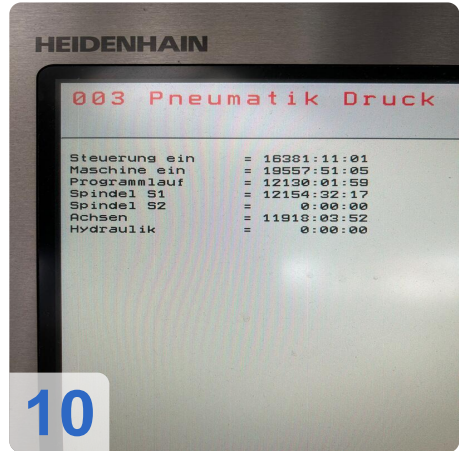 HEIDENHAIN
003 Pneumatik Druck
Steuerung ein = 16381:11:01
Maschine ein = 19557:51:05
Programmlauf = 12130:01:59
Spindel S1 = 12154:32:17
Spindel S2 = 0:00:00
Achsen = 11918:03:52
Hydraulik = 0:00:00
10